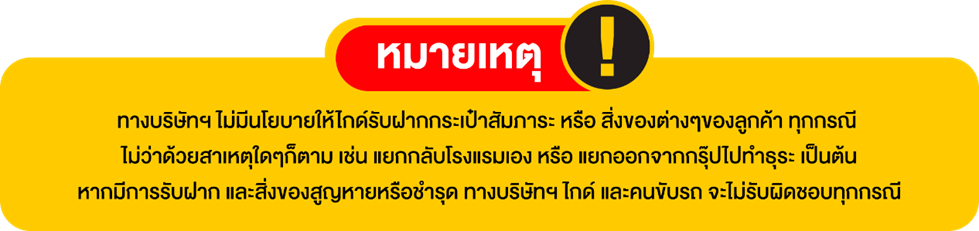 หมายเหตุ !
ทางบริษัทฯ ไม่มีนโยบายให้ไกด์รับฝากกระเป๋าสัมภาระ หรือ สิ่งของต่างๆของลูกค้า ทุกกรณี
ไม่ว่าด้วยสาเหตุใดๆก็ตาม เช่น แยกกลับโรงแรมเอง หรือ แยกออกจากกรุ๊ปไปทำธุระ เป็นต้น
หากมีการรับฝาก และสิ่งของสูญหายหรือชำรุด ทางบริษัทฯ ไกด์ และคนขับรถ จะไม่รับผิดชอบทุกกรณี